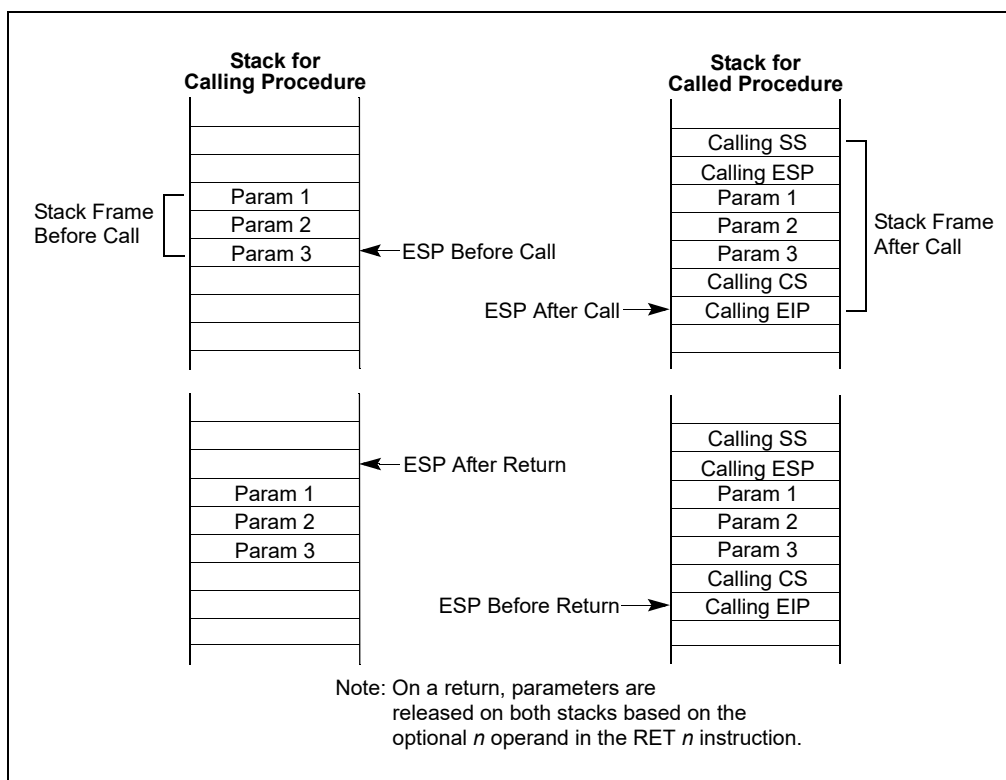 Stack for
Calling Procedure
Stack for
Called Procedure
Stack Frame
Before Call
Param 1
Param 2
Param 3
ESP Before Call
ESP After Call
Calling SS
Calling ESP
Param 1
Param 2
Param 3
Calling CS
Calling EIP
Stack Frame
After Call
ESP After Return
Param 1
Param 2
Param 3
ESP Before Return
Calling SS
Calling ESP
Param 1
Param 2
Param 3
Calling CS
Calling EIP
Note: On a return, parameters are
released on both stacks based on the
optional n operand in the RET n instruction.